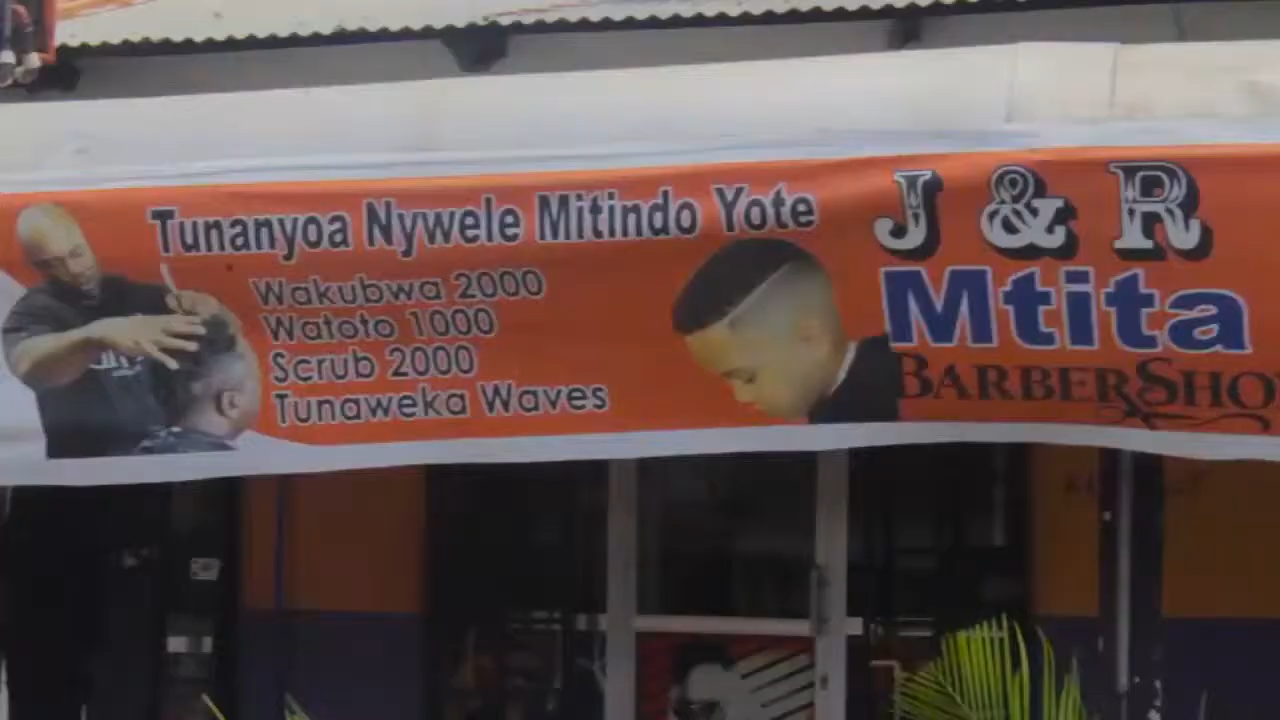 Tunanyoa Nywele Mitindo Yote
Wakubwa 2000
Watoto 1000
Scrub 2000
Tunaweka Waves
J & R
Mtita
BARBERSHO